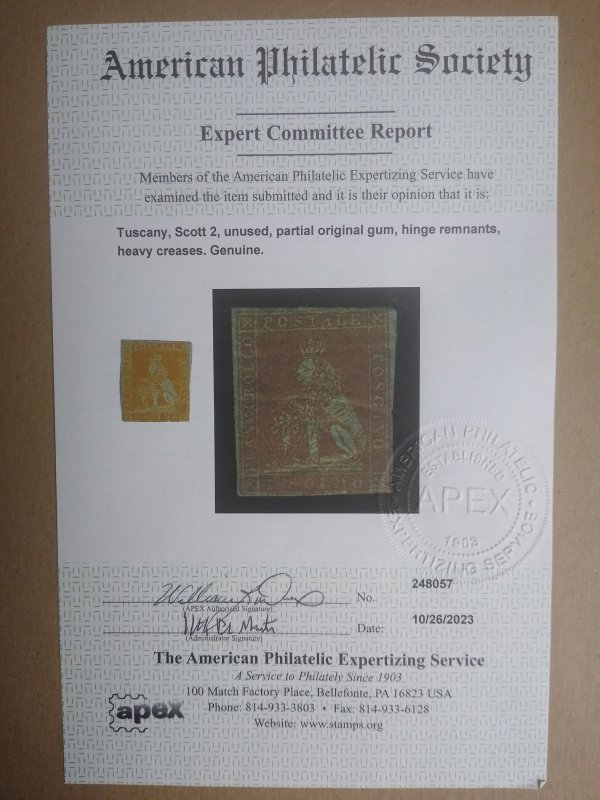 American Philatelic Society
Expert Committee Report
Members of the American Philatelic Expertizing Service have
examined the item submitted and it is their opinion that it is:
Tuscany, Scott 2, unused, partial original gum, hinge remnants,
heavy creases. Genuine.
POSTALE
TOSCANO
FRANCOBOLLO
1 SOLDO
AMERICAN PHILATELIC
ESTABLISHED
APEX
1903
EXPERTIZING SERVICE
(APEX Authorized Signature)
No.
248057
(Administrator Signature)
Date:
10/26/2023
The American Philatelic Expertizing Service
A Service to Philately Since 1903
100 Match Factory Place, Bellefonte, PA 16823 USA
Phone: 814-933-3803 • Fax: 814-933-6128
Website: www.stamps.org
apex